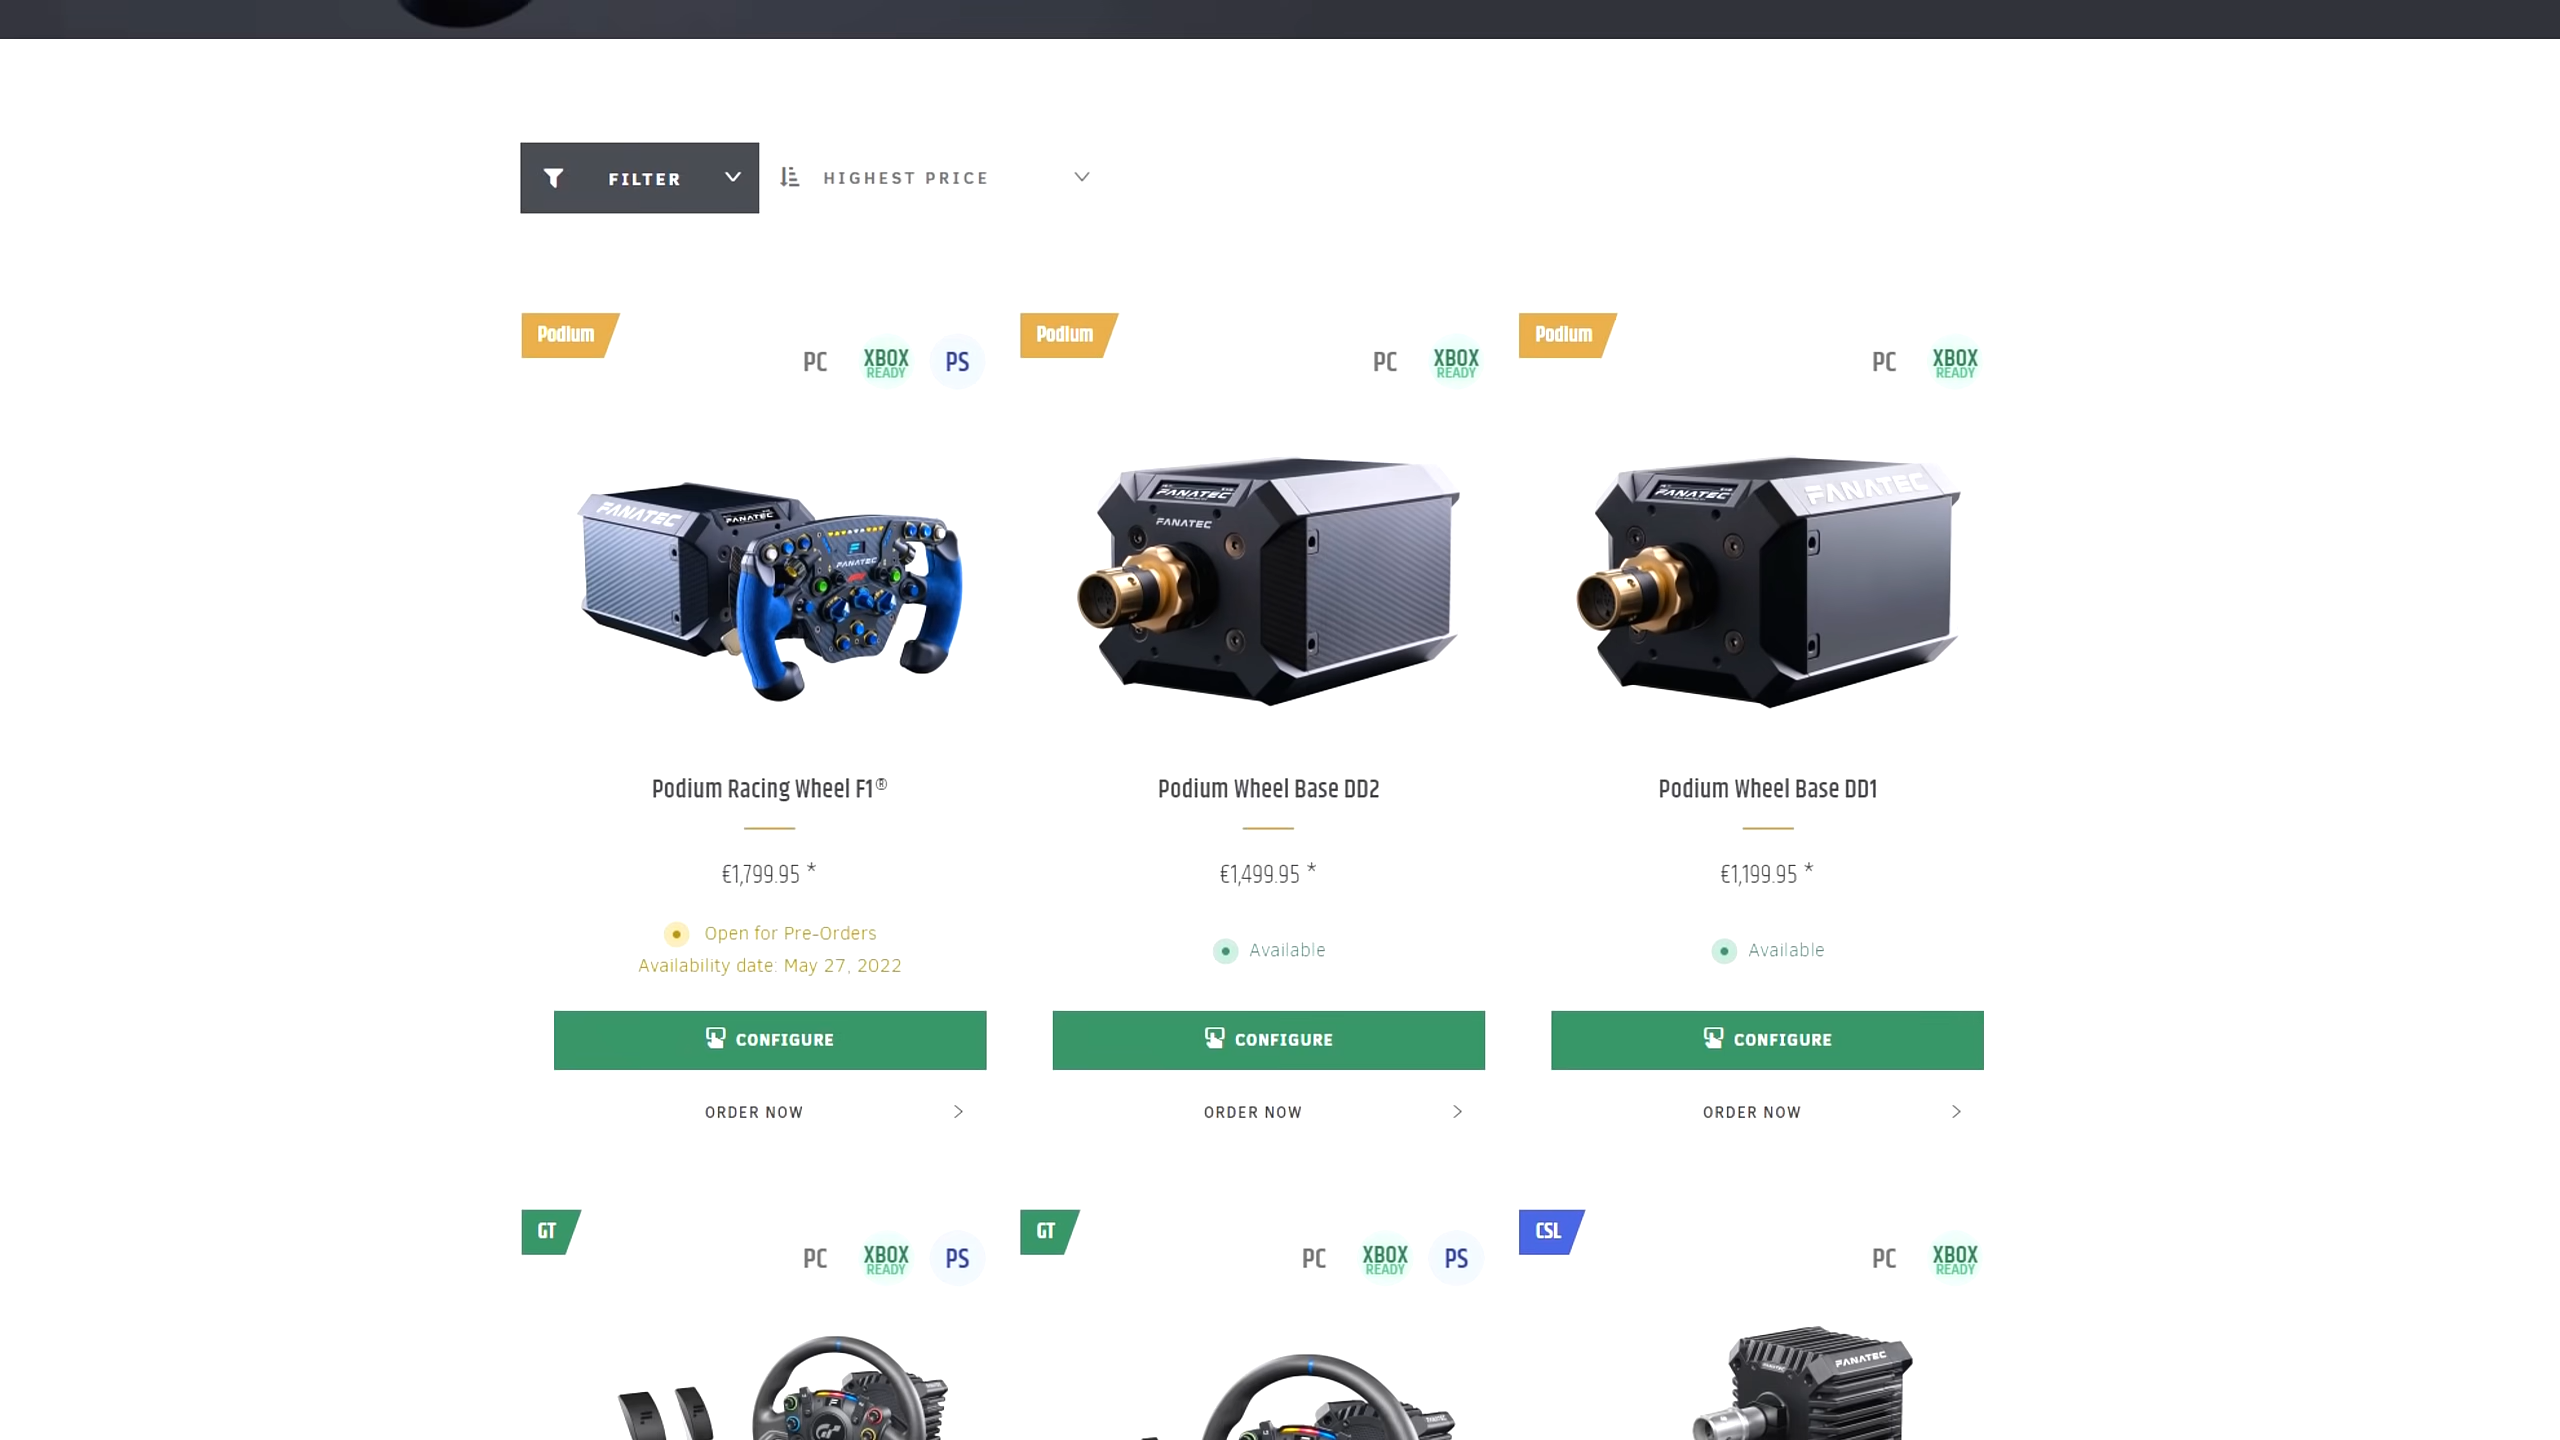 FILTER
HIGHEST PRICE
Podium
PC
XBOX
READY
PS
Podium
PC
XBOX
READY
Podium
PC
XBOX
READY
FANATEC
FANATEC
FANATEC
FANATEC
FANATEC
FANATEC
FANATEC
Podium Racing Wheel F1®
Podium Wheel Base DD2
Podium Wheel Base DD1
€1,799.95 *
€1,499.95 *
€1,199.95 *
Open for Pre-Orders
Availability date: May 27, 2022
Available
Available
CONFIGURE
CONFIGURE
CONFIGURE
ORDER NOW
ORDER NOW
ORDER NOW
GT
PC
XBOX
READY
PS
GT
PC
XBOX
READY
PS
CSL
PC
XBOX
READY
FANATEC